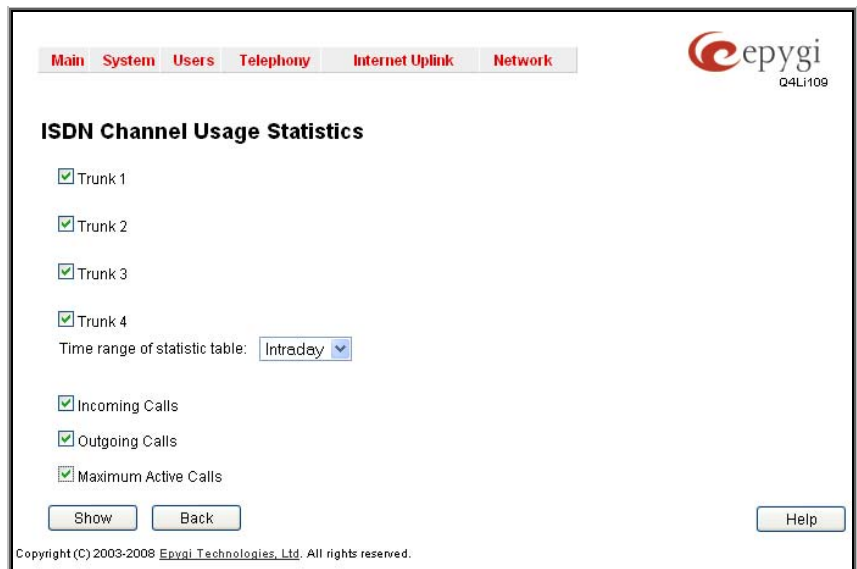 Main System Users Telephony Internet Uplink Network
epygi
Q4Li109
ISDN Channel Usage Statistics
Trunk 1
Trunk 2
Trunk 3
Trunk 4
Time range of statistic table: Intraday
Incoming Calls
Outgoing Calls
Maximum Active Calls
Show Back Help
Copyright (C) 2003-2008 Epygi Technologies, Ltd. All rights reserved.